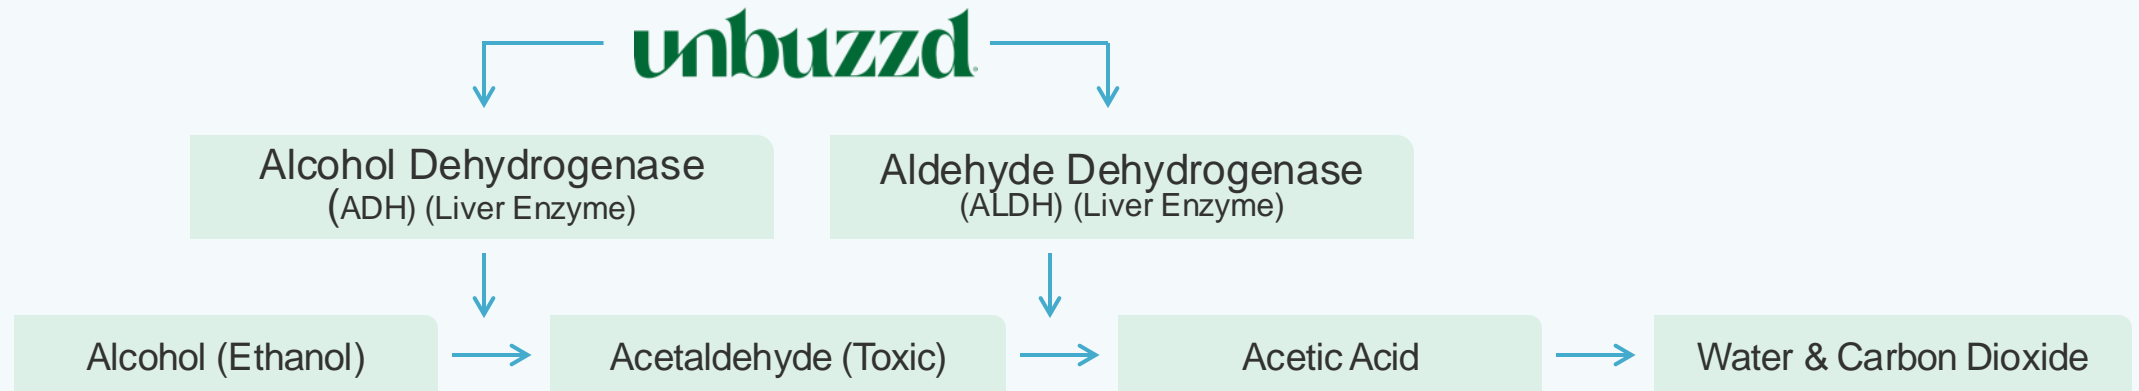 unbuzzd
Alcohol Dehydrogenase
(ADH) (Liver Enzyme)
Aldehyde Dehydrogenase
(ALDH) (Liver Enzyme)
Alcohol (Ethanol)
Acetaldehyde (Toxic)
Acetic Acid
Water & Carbon Dioxide